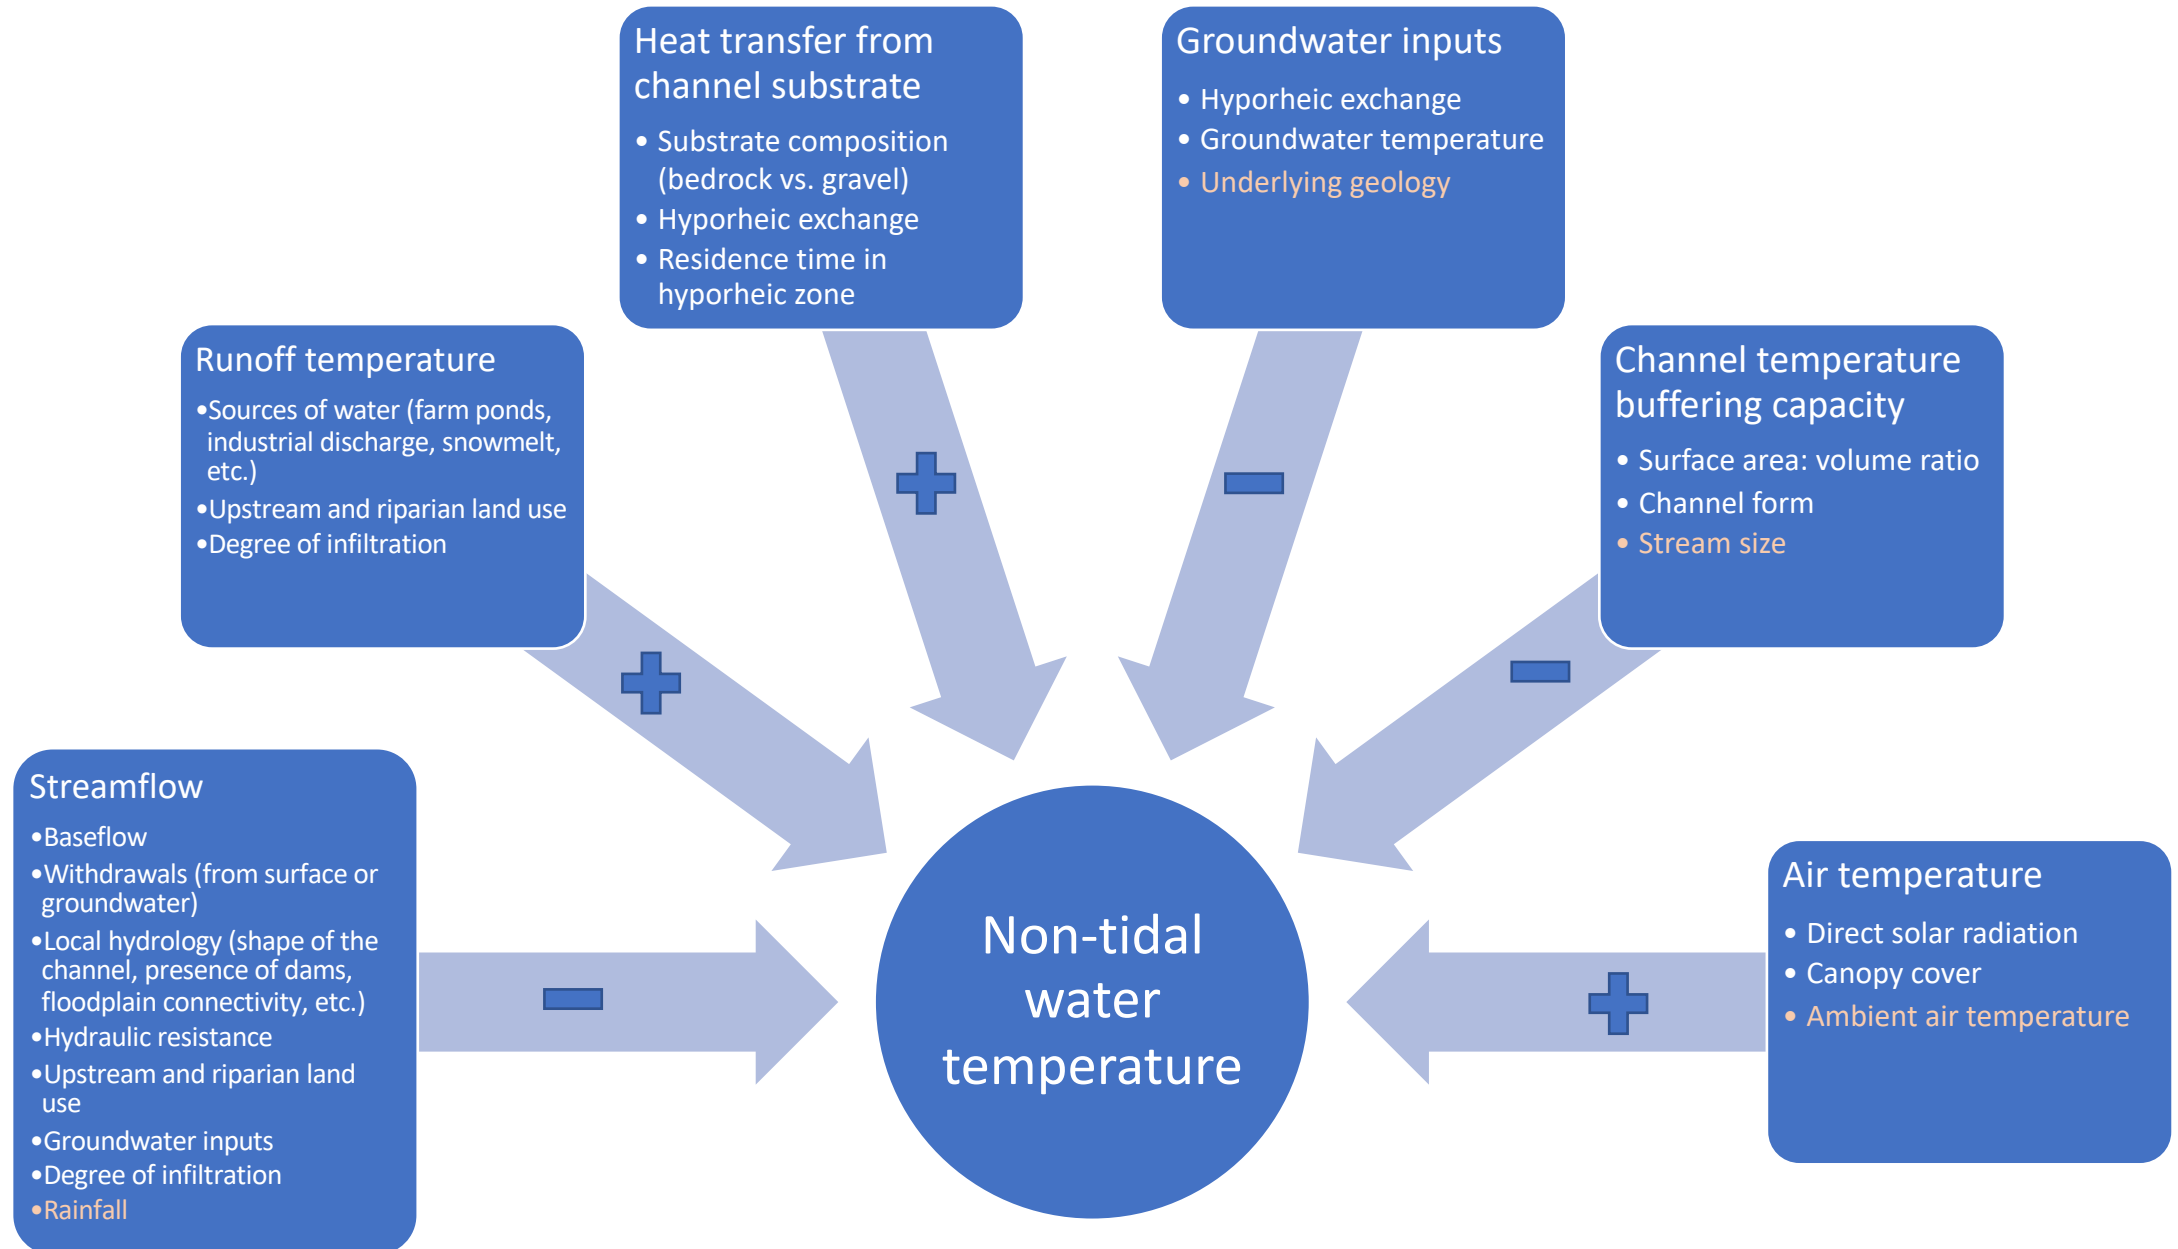 Heat transfer from
channel substrate
• Substrate composition
(bedrock vs. gravel)
• Hyporheic exchange
• Residence time in
hyporheic zone
Groundwater inputs
• Hyporheic exchange
• Groundwater temperature
• Underlying geology
Runoff temperature
•Sources of water (farm ponds,
industrial discharge, snowmelt,
etc.)
•Upstream and riparian land use
•Degree of infiltration
Channel temperature
buffering capacity
• Surface area: volume ratio
• Channel form
• Stream size
Streamflow
•Baseflow
•Withdrawals (from surface or
groundwater)
•Local hydrology (shape of the
channel, presence of dams,
floodplain connectivity, etc.)
•Hydraulic resistance
•Upstream and riparian land
use
•Groundwater inputs
•Degree of infiltration
•Rainfall
Non-tidal
water
temperature
Air temperature
• Direct solar radiation
• Canopy cover
• Ambient air temperature